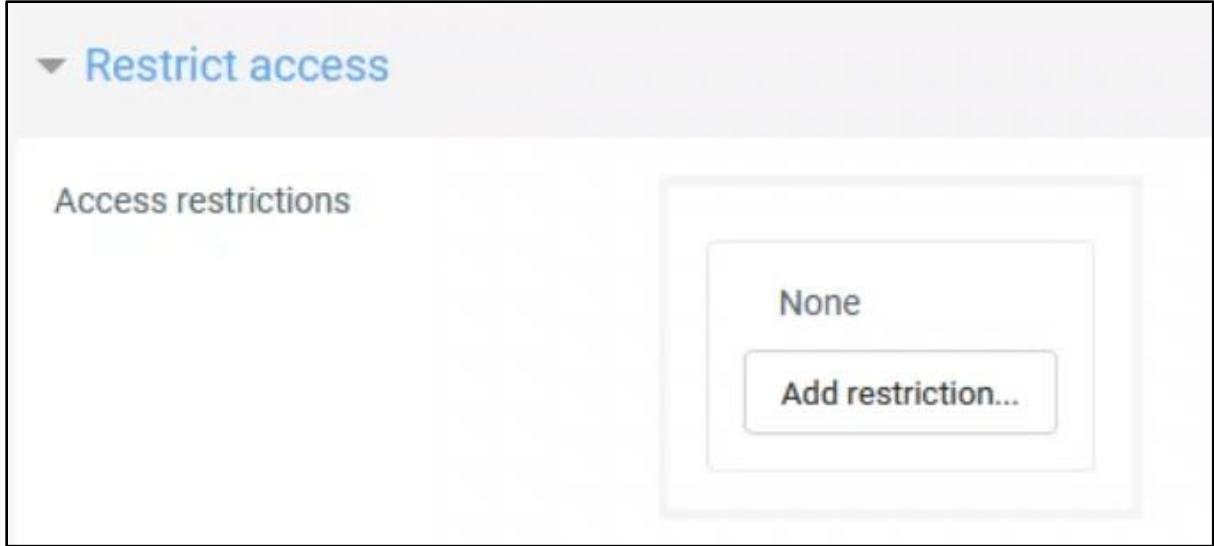 Restrict access
Access restrictions
None
Add restriction...